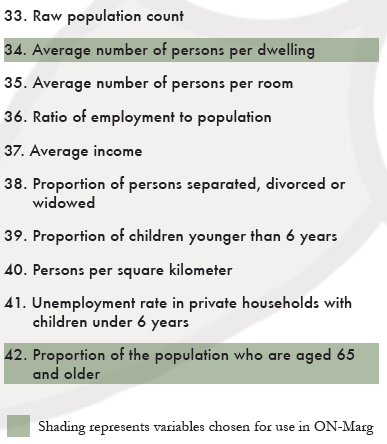 33. Raw population count
34. Average number of persons per dwelling
35. Average number of persons per room
36. Ratio of employment to population
37. Average income
38. Proportion of persons separated, divorced or
widowed
39. Proportion of children younger than 6 years
40. Persons per square kilometer
41. Unemployment rate in private households with
children under 6 years
42. Proportion of the population who are aged 65
and older
Shading represents variables chosen for use in ON-Marg